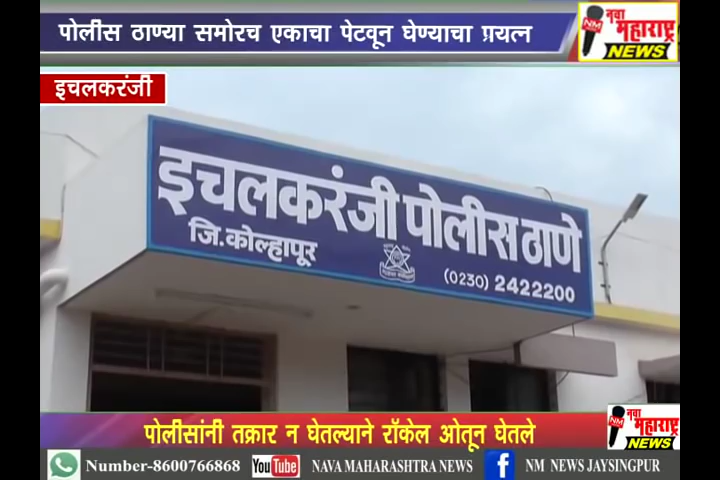 पोलीस ठाण्या समोरच एकाचा पेटवून घेण्याचा प्रयत्न
नवा
महाराष्ट्र
NEWS
इचलकरंजी
इचलकरंजी पोलीस ठाणे
जि.कोल्हापूर
(0230) 2422200
पोलीसांनी तक्रार न घेतल्याने रॉकेल ओतून घेतले
नवा
महाराष्ट्र
NEWS
Number-8600766868 YouTube NAVA MAHARASHTRA NEWS f NM NEWS JAYSINGPUR